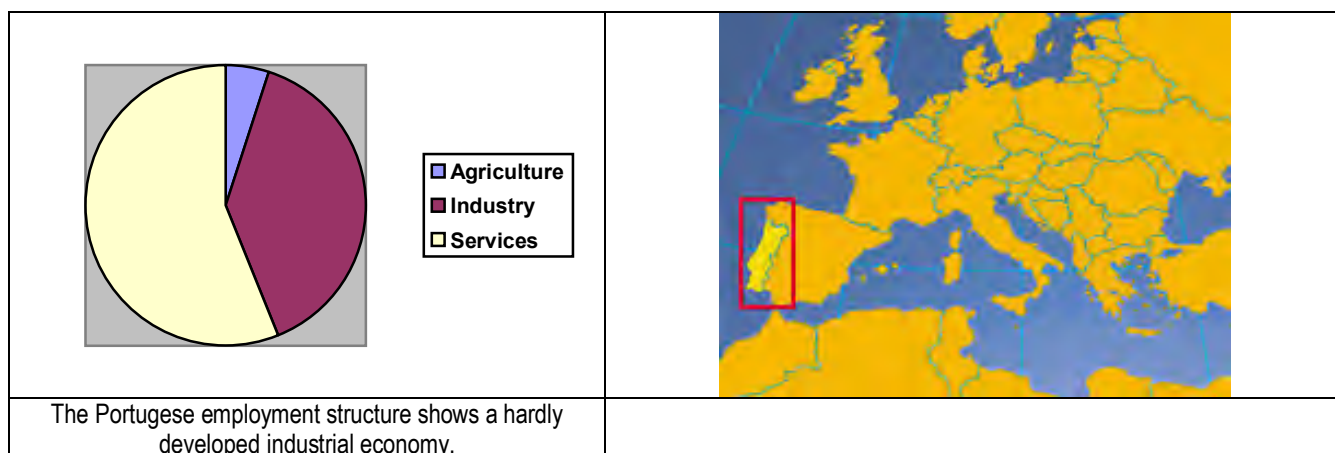 Agriculture
Industry
Services
The Portugese employment structure shows a hardly
developed industrial economy.